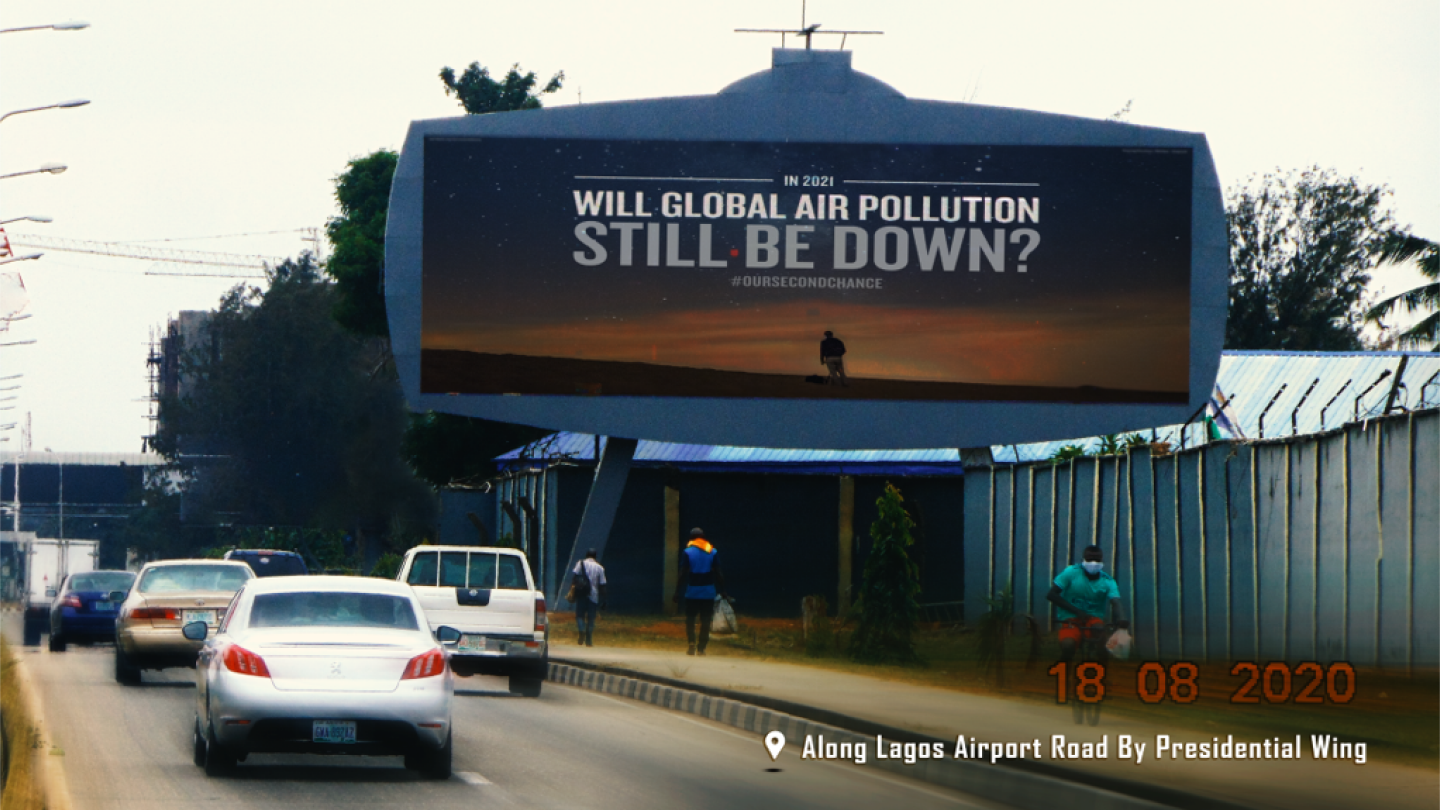 IN 2021
WILL GLOBAL AIR POLLUTION
STILL BE DOWN?
#OURSECONDCHANCE
18 08 2020
Along Lagos Airport Road By Presidential Wing